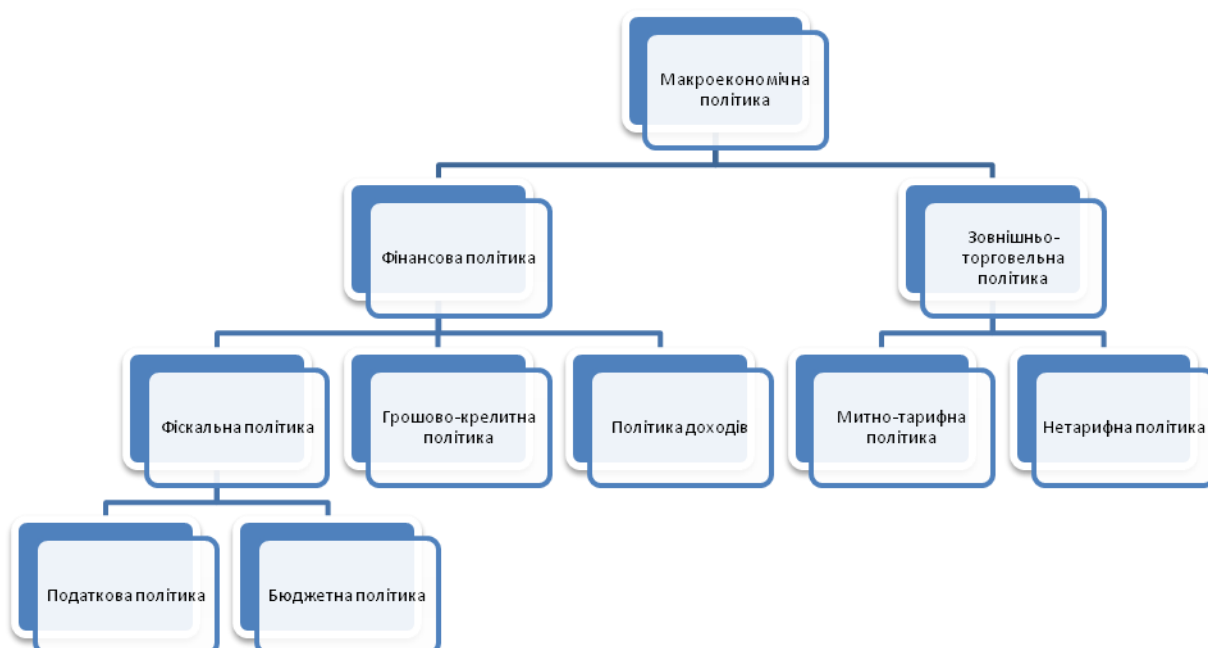 Макроекономічна
політика
Фінансова політика
Зовнішньо-
торговельна
політика
Фіскальна політика
Грошово-крелитна
політика
Політика доходів
Митно-тарифна
політика
Нетарифна політика
Податкова політика
Бюджетна політика